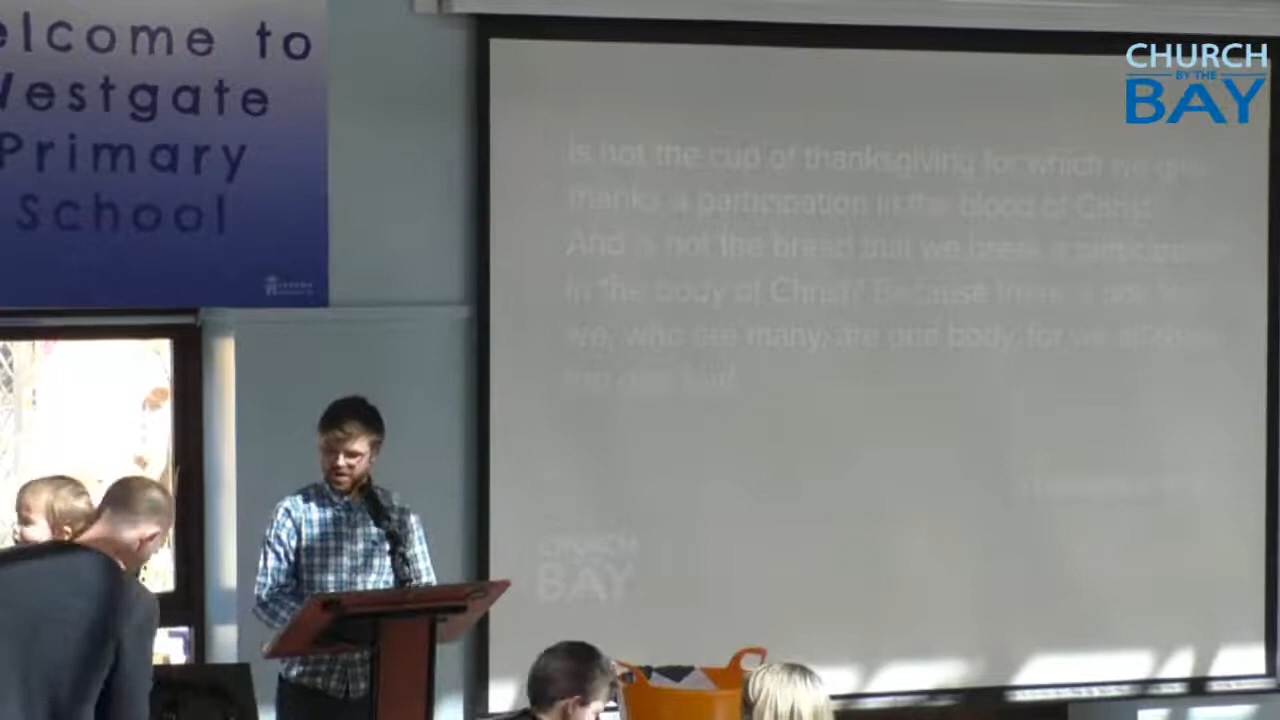 elcome to
Westgate
Primary
School
CHURCH
BY THE
BAY
is not the cup of thanksgiving for which we give
thanks a participation in the blood of Christ
And is not the bread that we break a participation
in the body of Christ? Because there is one
we, who are many, are one body, for we all share
the one loaf
CHURCH
BAY